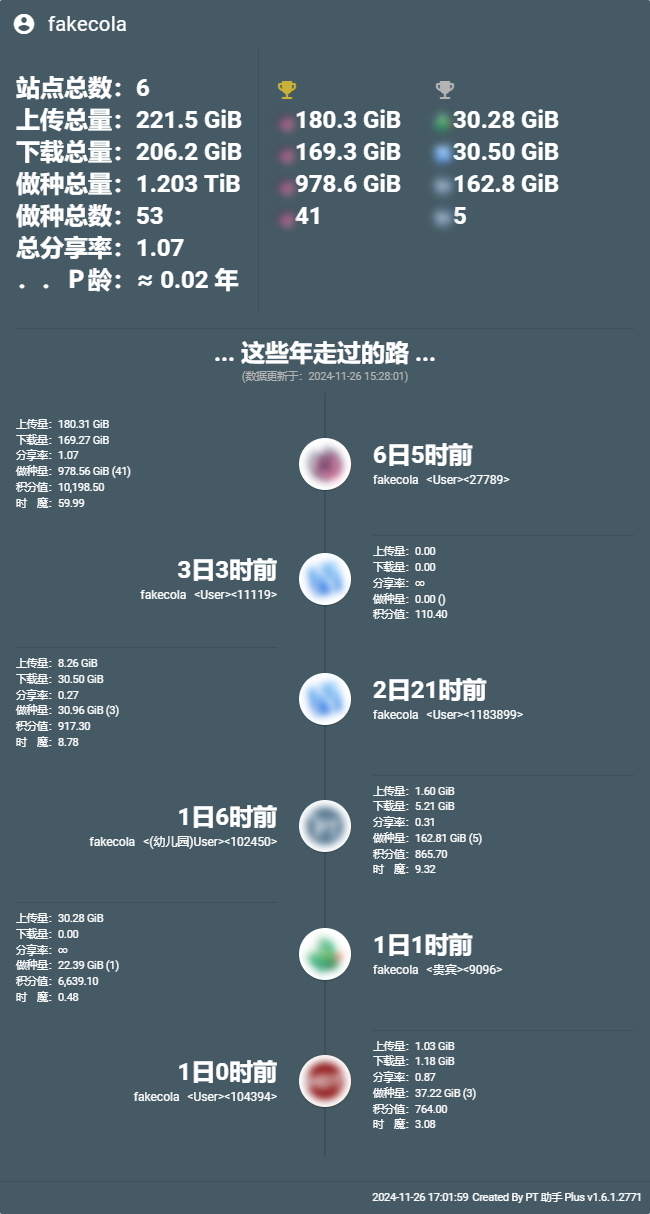 fakecola
站点总数：6
上传总量：221.5 GiB
下载总量：206.2 GiB
做种总量：1.203 TiB
做种总数：53
总分享率：1.07
．．P龄：≈ 0.02 年
180.3 GiB
169.3 GiB
978.6 GiB
41
30.28 GiB
30.50 GiB
162.8 GiB
5
... 这些年走过的路 ...
(数据更新于：2024-11-26 15:28:01)
上传量：180.31 GiB
下载量：169.27 GiB
分享率：1.07
做种量：978.56 GiB (41)
积分值：10,198.50
时　魔：59.99
6日5时前
fakecola <User><27789>
3日3时前
fakecola <User><11119>
上传量：0.00
下载量：0.00
分享率：∞
做种量：0.00 ()
积分值：110.40
上传量：8.26 GiB
下载量：30.50 GiB
分享率：0.27
做种量：30.96 GiB (3)
积分值：917.30
时　魔：8.78
2日21时前
fakecola <User><1183899>
1日6时前
fakecola <(幼儿园)User><102450>
上传量：1.60 GiB
下载量：5.21 GiB
分享率：0.31
做种量：162.81 GiB (5)
积分值：865.70
时　魔：9.32
上传量：30.28 GiB
下载量：0.00
分享率：∞
做种量：22.39 GiB (1)
积分值：6,639.10
时　魔：0.48
1日1时前
fakecola <贵宾><9096>
1日0时前
fakecola <User><104394>
上传量：1.03 GiB
下载量：1.18 GiB
分享率：0.87
做种量：37.22 GiB (3)
积分值：764.00
时　魔：3.08
2024-11-26 17:01:59 Created By PT 助手 Plus v1.6.1.2771